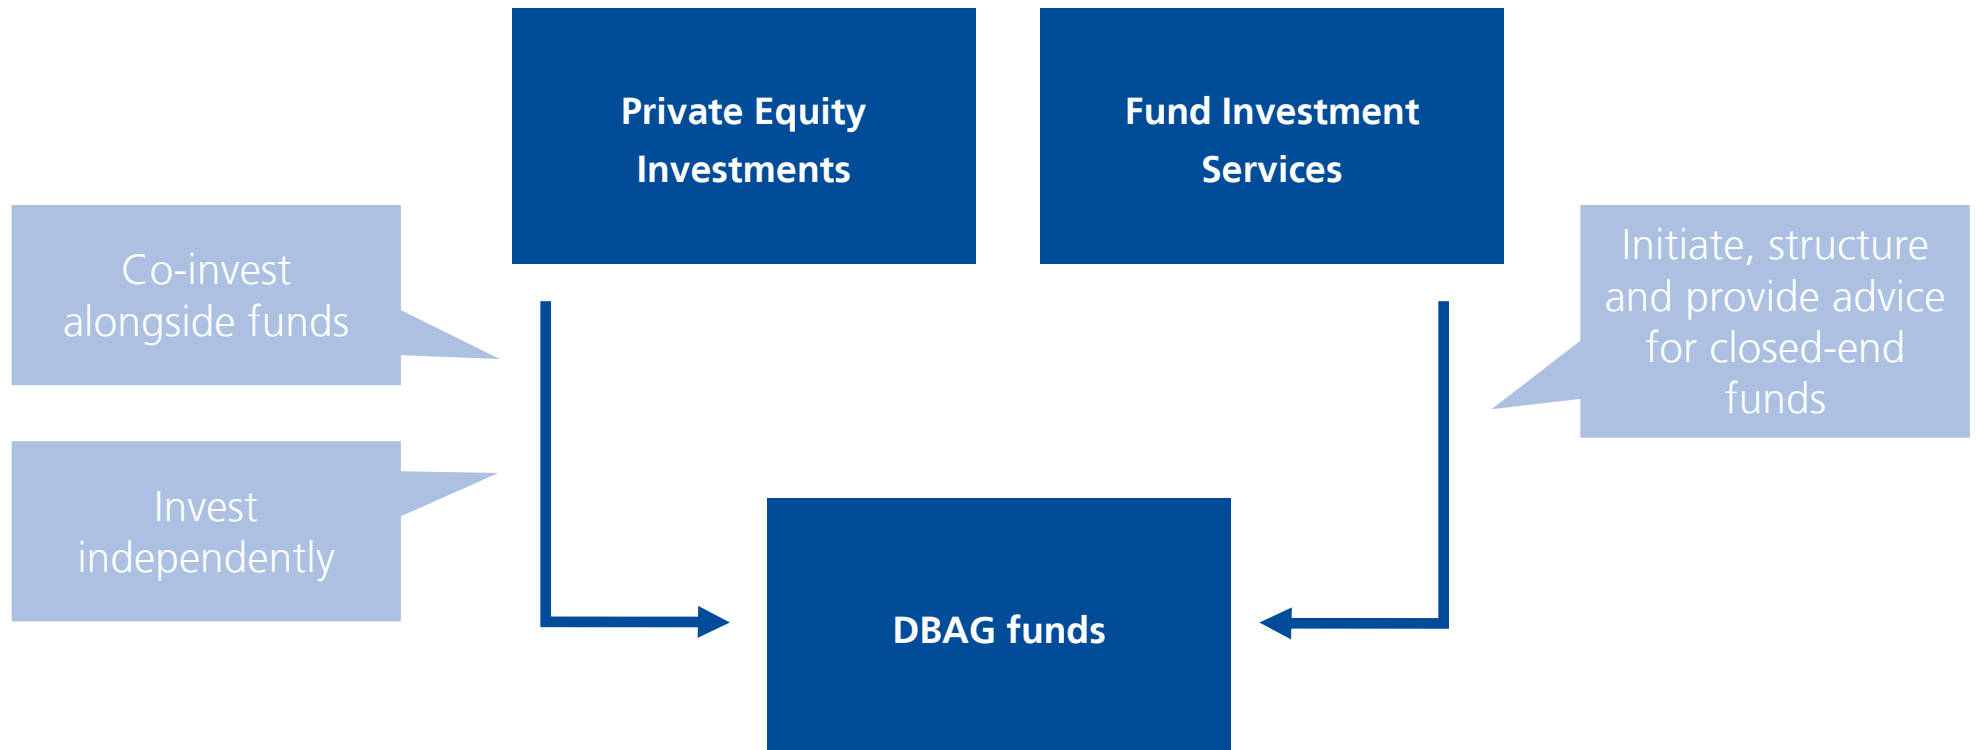 Private Equity
Investments
Fund Investment
Services
Co-invest
alongside funds
Initiate, structure
and provide advice
for closed-end
funds
Invest
independently
DBAG funds